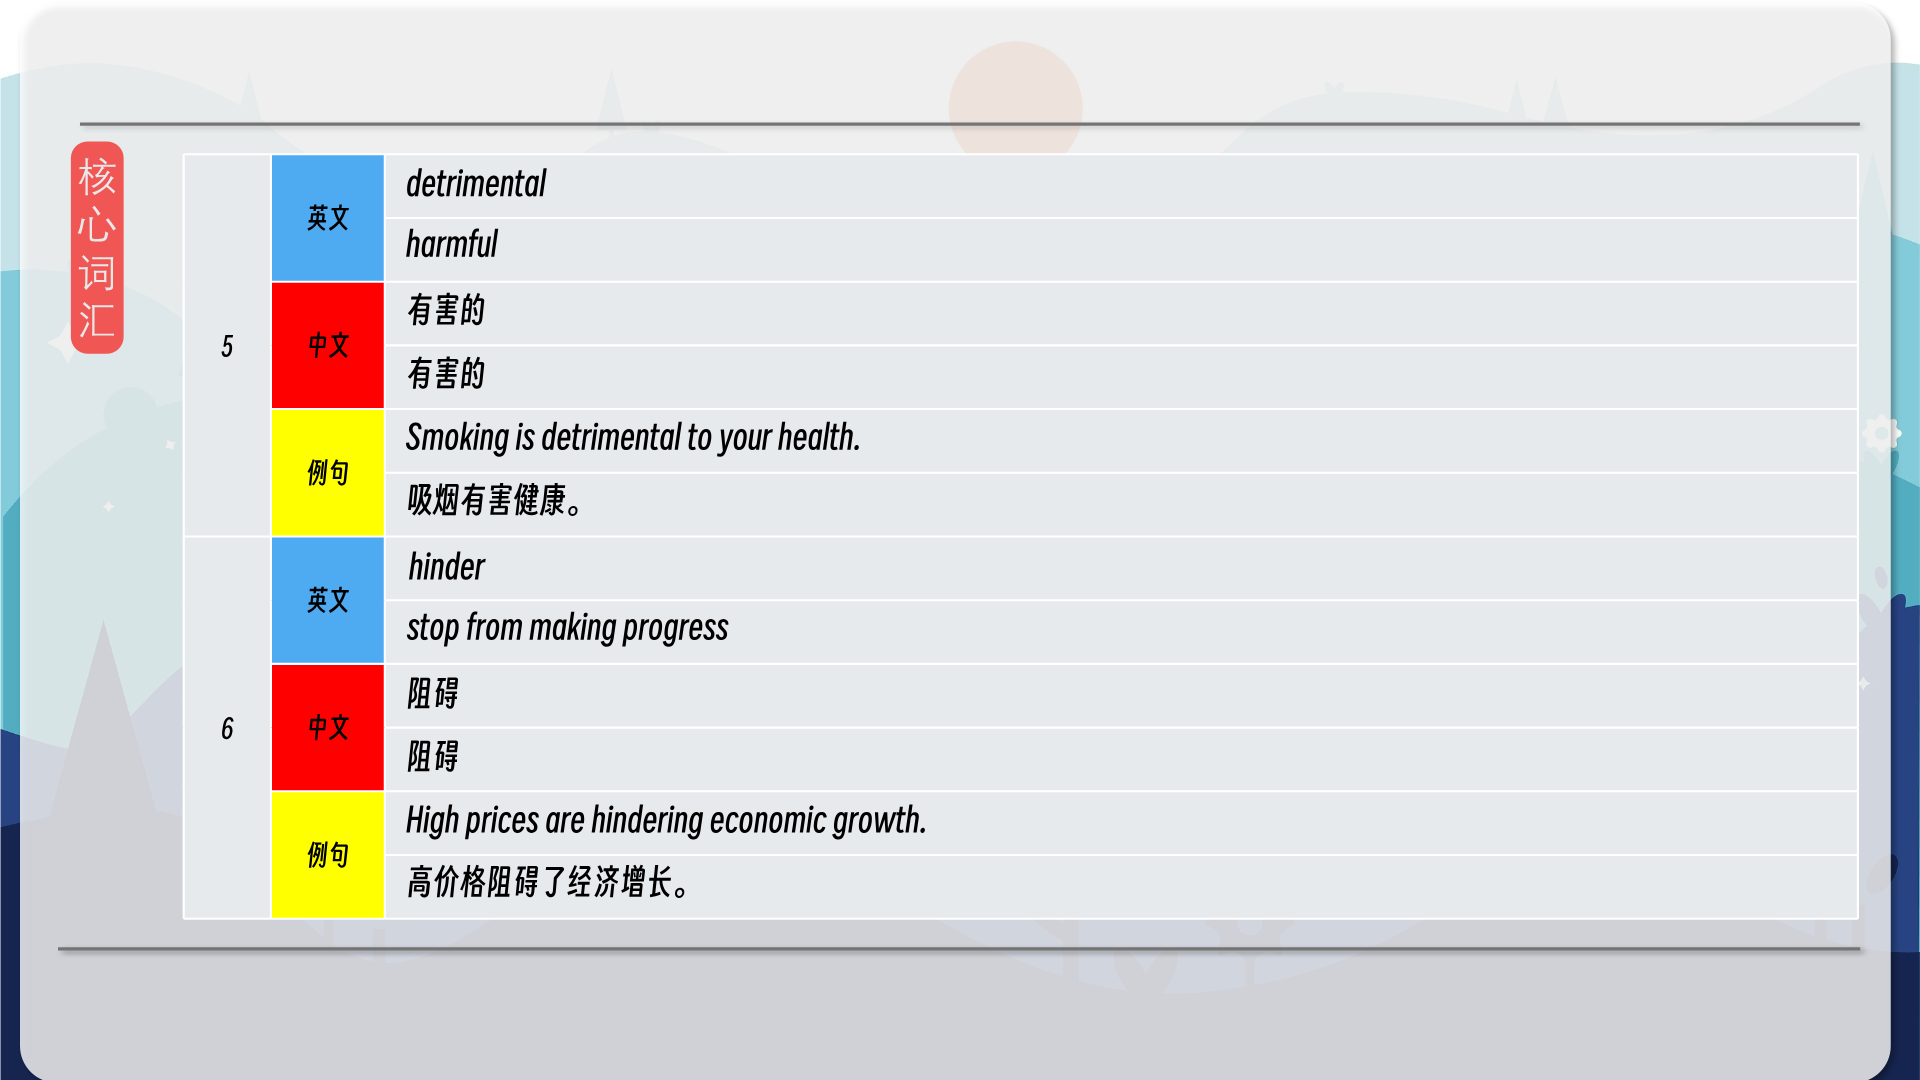 核心词汇
5
英文
detrimental
harmful
中文
有害的
有害的
例句
Smoking is detrimental to your health.
吸烟有害健康。
6
英文
hinder
stop from making progress
中文
阻碍
阻碍
例句
High prices are hindering economic growth.
高价格阻碍了经济增长。